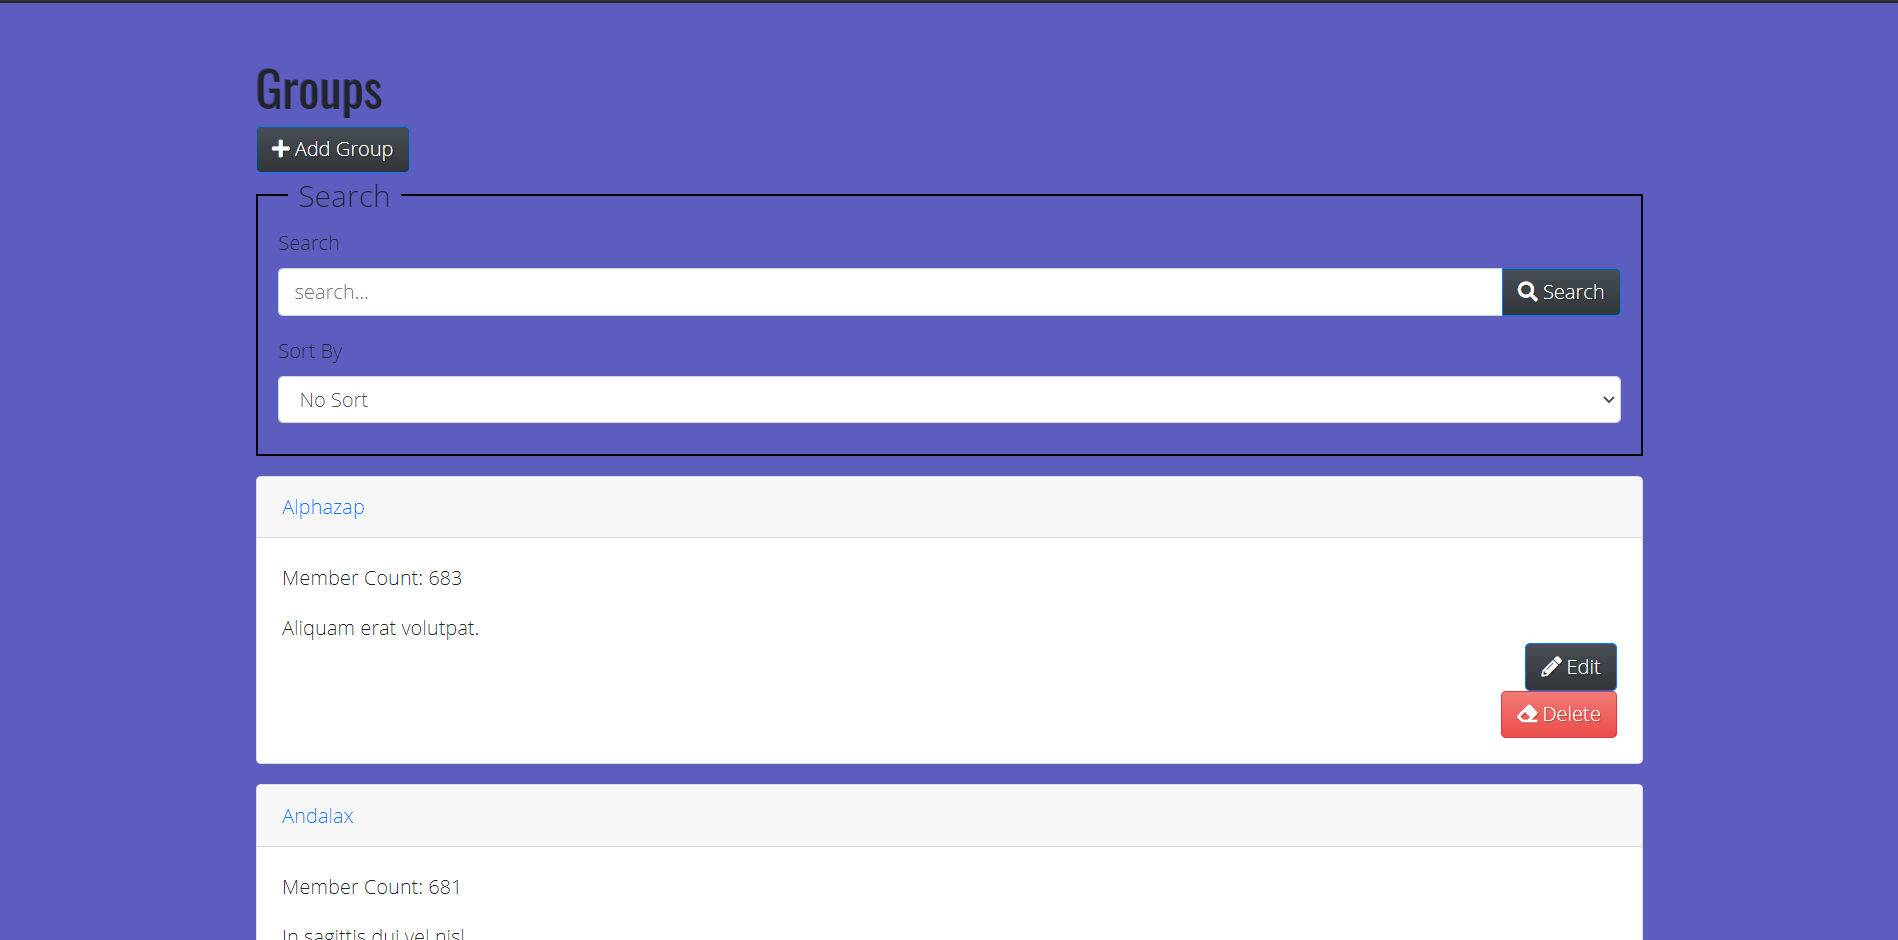 Groups
Add Group
Search
Search
search...
Search
Sort By
No Sort
Alphazap
Member Count: 683
Aliquam erat volutpat.
Edit
Delete
Andalax
Member Count: 681
In sagittis dui vel nisl